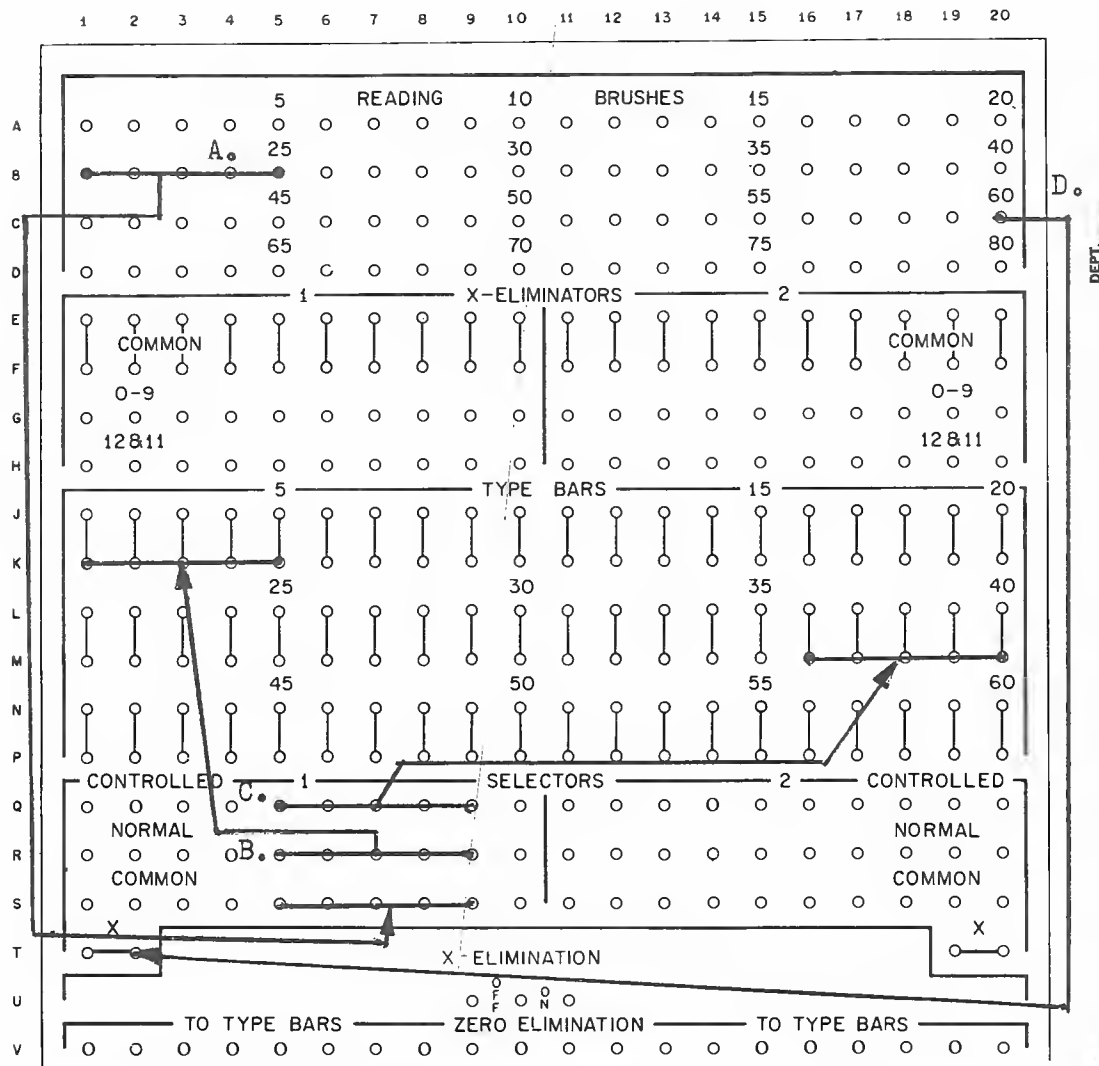 1 2 3 4 5 6 7 8 9 10 11 12 13 14 15 16 17 18 19 20
5 READING 10 BRUSHES 15 20
A
A. 25 30 35 40
B
45 50 55 60 D.
C
65 70 75 80
D
DEPT.
1 X-ELIMINATORS 2
E
COMMON COMMON
F
0-9 0-9
G
12&11 12&11
H
5 TYPE BARS 15 20
J
K
25 30 35 40
L
M
45 50 55 60
N
P
CONTROLLED 1 SELECTORS 2 CONTROLLED
C.
Q
NORMAL NORMAL
R
B.
COMMON COMMON
S
X X
T
X-ELIMINATION
OFF ON
U
TO TYPE BARS ZERO ELIMINATION TO TYPE BARS
V